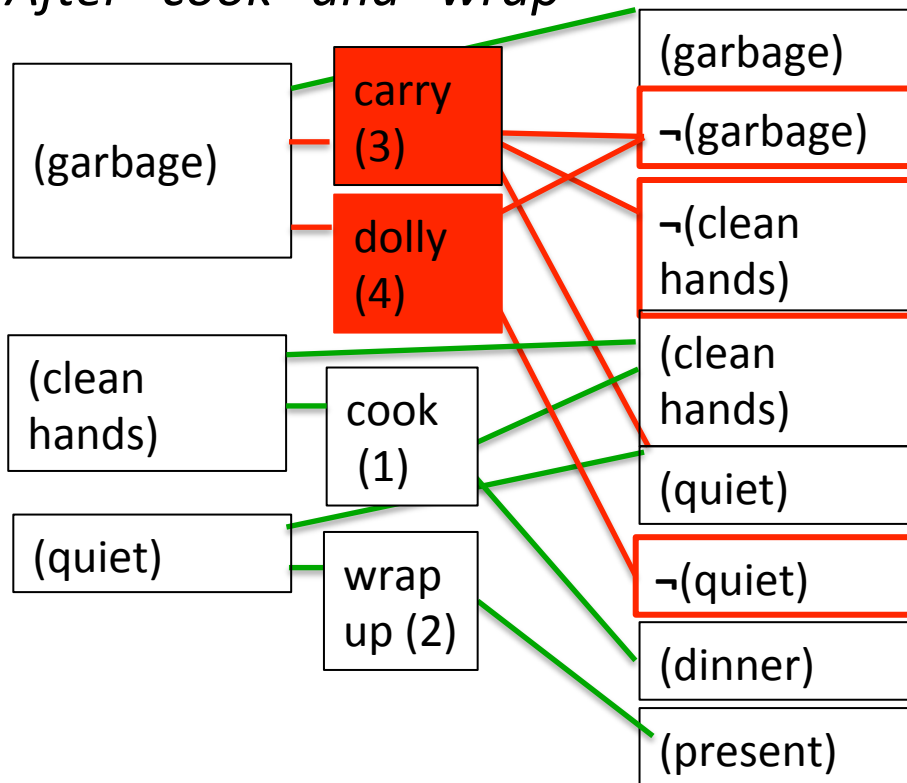 After cook and wrap
(garbage)
carry
(3)
dolly
(4)
(garbage)
¬(garbage)
¬(clean
hands)
(clean
hands)
cook
(1)
(clean
hands)
(quiet)
(quiet)
wrap
up (2)
¬(quiet)
(dinner)
(present)